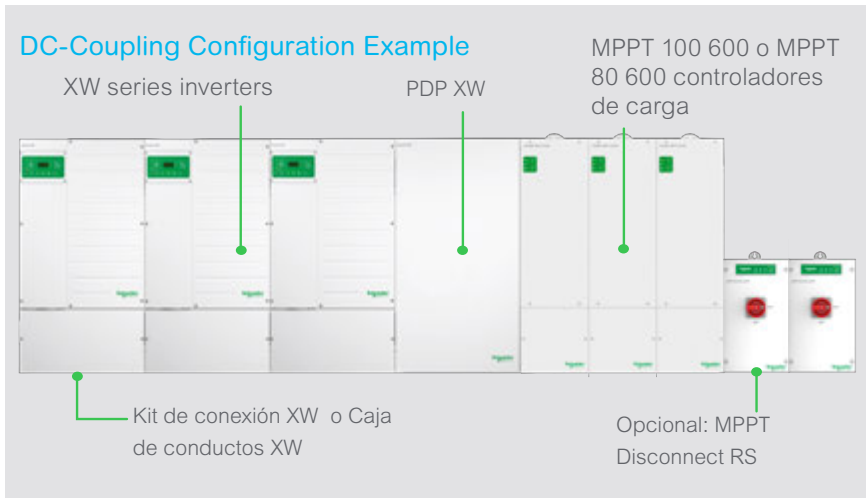 DC-Coupling Configuration Example
XW series inverters
PDP XW
MPPT 100 600 o MPPT
80 600 controladores
de carga
Kit de conexión XW o Caja
de conductos XW
Opcional: MPPT
Disconnect RS